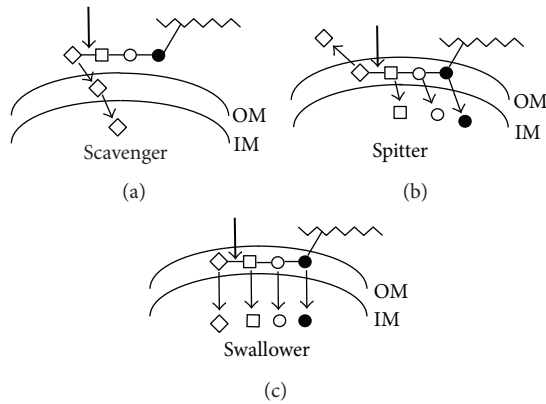 OM
IM
Scavenger
(a)
OM
IM
Spitter
(b)
OM
IM
Swallower
(c)